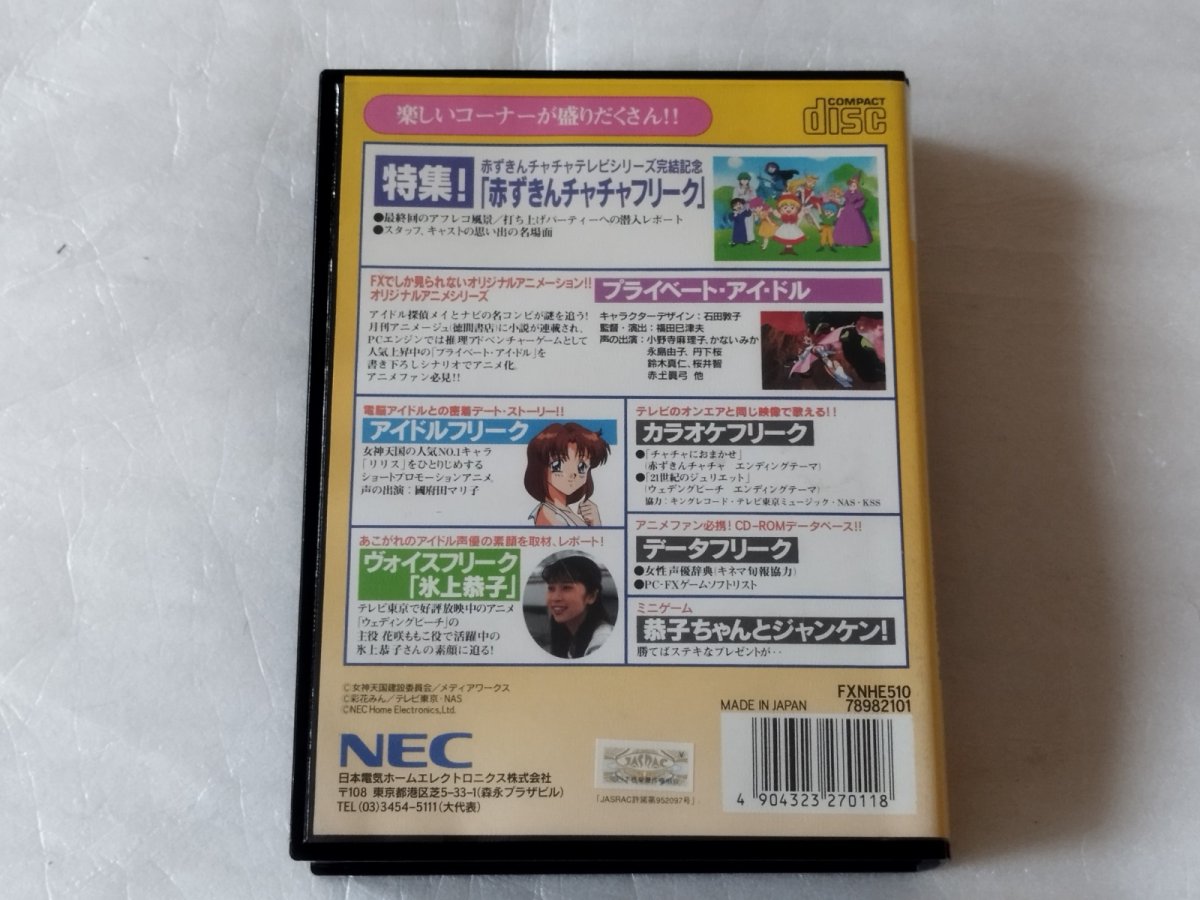 楽しいコーナーが盛りだくさん!!
COMPACT
disc
特集!
赤ずきんチャチャテレビシリーズ完結記念
「赤ずきんチャチャフリーク」
●最終回のアフレコ風景/打ち上げパーティーへの潜入レポート
●スタッフ、キャストの思い出の名場面
FXでしか見られないオリジナルアニメーション!!
オリジナルアニメシリーズ
プライベート・アイ・ドル
アイドル探偵メイとナビの名コンビが謎を追う!
月刊アニメージュ(徳間書店)に小説が連載され、
PCエンジンでは推理アドベンチャーゲームとして
人気上昇中の「プライベート・アイ・ドル」を
書き下ろしシナリオでアニメ化。
アニメファン必見!!
キャラクターデザイン:石田敦子
監督・演出:福田巳津夫
声の出演:小野寺麻理子、かないみか
永島由子、丹下桜
鈴木真仁、桜井智
赤土眞弓 他
電脳アイドルとの密着デート・ストーリー!!
アイドルフリーク
女神天国の人気NO.1キャラ
「リリス」をひとりじめする
ショートプロモーションアニメ。
声の出演:國府田マリ子
テレビのオンエアと同じ映像で歌える!!
カラオケフリーク
●「チャチャにおまかせ」
(赤ずきんチャチャ エンディングテーマ)
●「21世紀のジュリエット」
(ウェディングピーチ エンディングテーマ)
協力:キングレコード・テレビ東京ミュージック・NAS・KSS
あこがれのアイドル声優の素顔を取材、レポート!
ヴォイスフリーク
「氷上恭子」
テレビ東京で好評放映中のアニメ
「ウェディングピーチ」の
主役 花咲ももこ役で活躍中の
氷上恭子さんの素顔に迫る!
アニメファン必携!CD-ROMデータベース!!
データフリーク
●女性声優辞典(キネマ旬報協力)
●PC-FXゲームソフトリスト
ミニゲーム
恭子ちゃんとジャンケン!
勝てばステキなプレゼントが‥
©女神天国建設委員会/メディアワークス
©彩花みん/テレビ東京・NAS
©NEC Home Electronics,Ltd.
NEC
日本電気ホームエレクトロニクス株式会社
〒108 東京都港区芝5-33-1(森永プラザビル)
TEL(03)3454-5111(大代表)
JASRAC
「JASRAC許諾第952097号」.
MADE IN JAPAN
FXNHE510
78982101
4 904323 270118